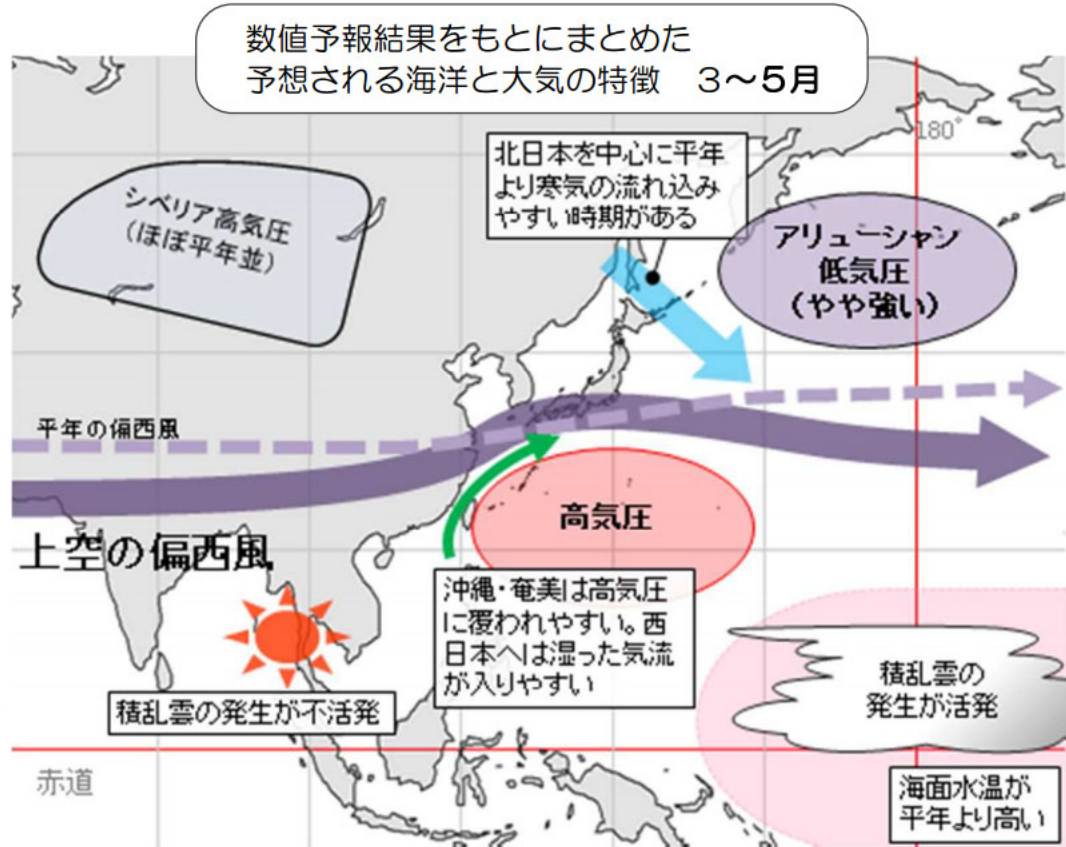 数値予報結果をもとにまとめた
予想される海洋と大気の特徴　３～５月
180°
北日本を中心に平年
より寒気の流れ込み
やすい時期がある
シベリア高気圧
(ほぼ平年並)
アリューシャン
低気圧
(やや強い)
平年の偏西風
高気圧
上空の偏西風
沖縄・奄美は高気圧
に覆われやすい。西
日本へは湿った気流
が入りやすい
積乱雲の発生が不活発
積乱雲の
発生が活発
赤道
海面水温が
平年より高い